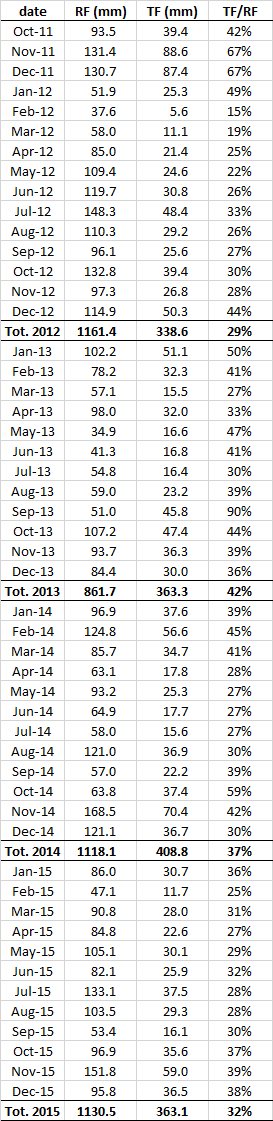 date RF (mm) TF (mm) TF/RF
Oct-11 93.5 39.4 42%
Nov-11 131.4 88.6 67%
Dec-11 130.7 87.4 67%
Jan-12 51.9 25.3 49%
Feb-12 37.6 5.6 15%
Mar-12 58.0 11.1 19%
Apr-12 85.0 21.4 25%
May-12 109.4 24.6 22%
Jun-12 119.7 30.8 26%
Jul-12 148.3 48.4 33%
Aug-12 110.3 29.2 26%
Sep-12 96.1 25.6 27%
Oct-12 132.8 39.4 30%
Nov-12 97.3 26.8 28%
Dec-12 114.9 50.3 44%
Tot. 2012 1161.4 338.6 29%
Jan-13 102.2 51.1 50%
Feb-13 78.2 32.3 41%
Mar-13 57.1 15.5 27%
Apr-13 98.0 32.0 33%
May-13 34.9 16.6 47%
Jun-13 41.3 16.8 41%
Jul-13 54.8 16.4 30%
Aug-13 59.0 23.2 39%
Sep-13 51.0 45.8 90%
Oct-13 107.2 47.4 44%
Nov-13 93.7 36.3 39%
Dec-13 84.4 30.0 36%
Tot. 2013 861.7 363.3 42%
Jan-14 96.9 37.6 39%
Feb-14 124.8 56.6 45%
Mar-14 85.7 34.7 41%
Apr-14 63.1 17.8 28%
May-14 93.2 25.3 27%
Jun-14 64.9 17.7 27%
Jul-14 58.0 15.6 27%
Aug-14 121.0 36.9 30%
Sep-14 57.0 22.2 39%
Oct-14 63.8 37.4 59%
Nov-14 168.5 70.4 42%
Dec-14 121.1 36.7 30%
Tot. 2014 1118.1 408.8 37%
Jan-15 86.0 30.7 36%
Feb-15 47.1 11.7 25%
Mar-15 90.8 28.0 31%
Apr-15 84.8 22.6 27%
May-15 105.1 30.1 29%
Jun-15 82.1 25.9 32%
Jul-15 133.1 37.5 28%
Aug-15 103.5 29.3 28%
Sep-15 53.4 16.1 30%
Oct-15 96.9 35.6 37%
Nov-15 151.8 59.0 39%
Dec-15 95.8 36.5 38%
Tot. 2015 1130.5 363.1 32%